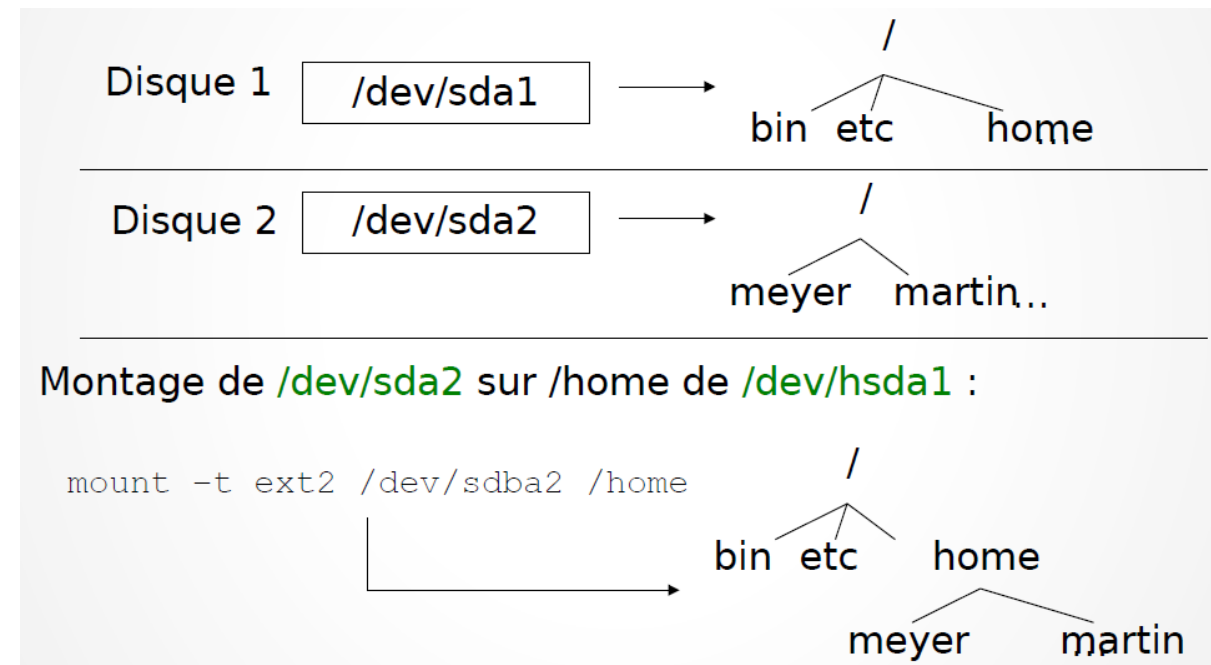 /
Disque 1 /dev/sda1
bin etc home
...
/
Disque 2 /dev/sda2
meyer martin...
Montage de /dev/sda2 sur /home de /dev/hsda1 :
/
mount -t ext2 /dev/sdba2 /home
bin etc home
meyer martin
...